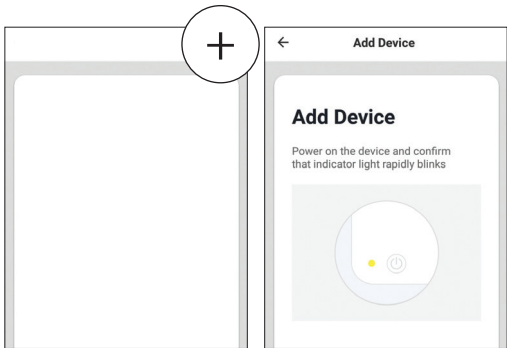 +
← Add Device
Add Device
Power on the device and confirm
that indicator light rapidly blinks